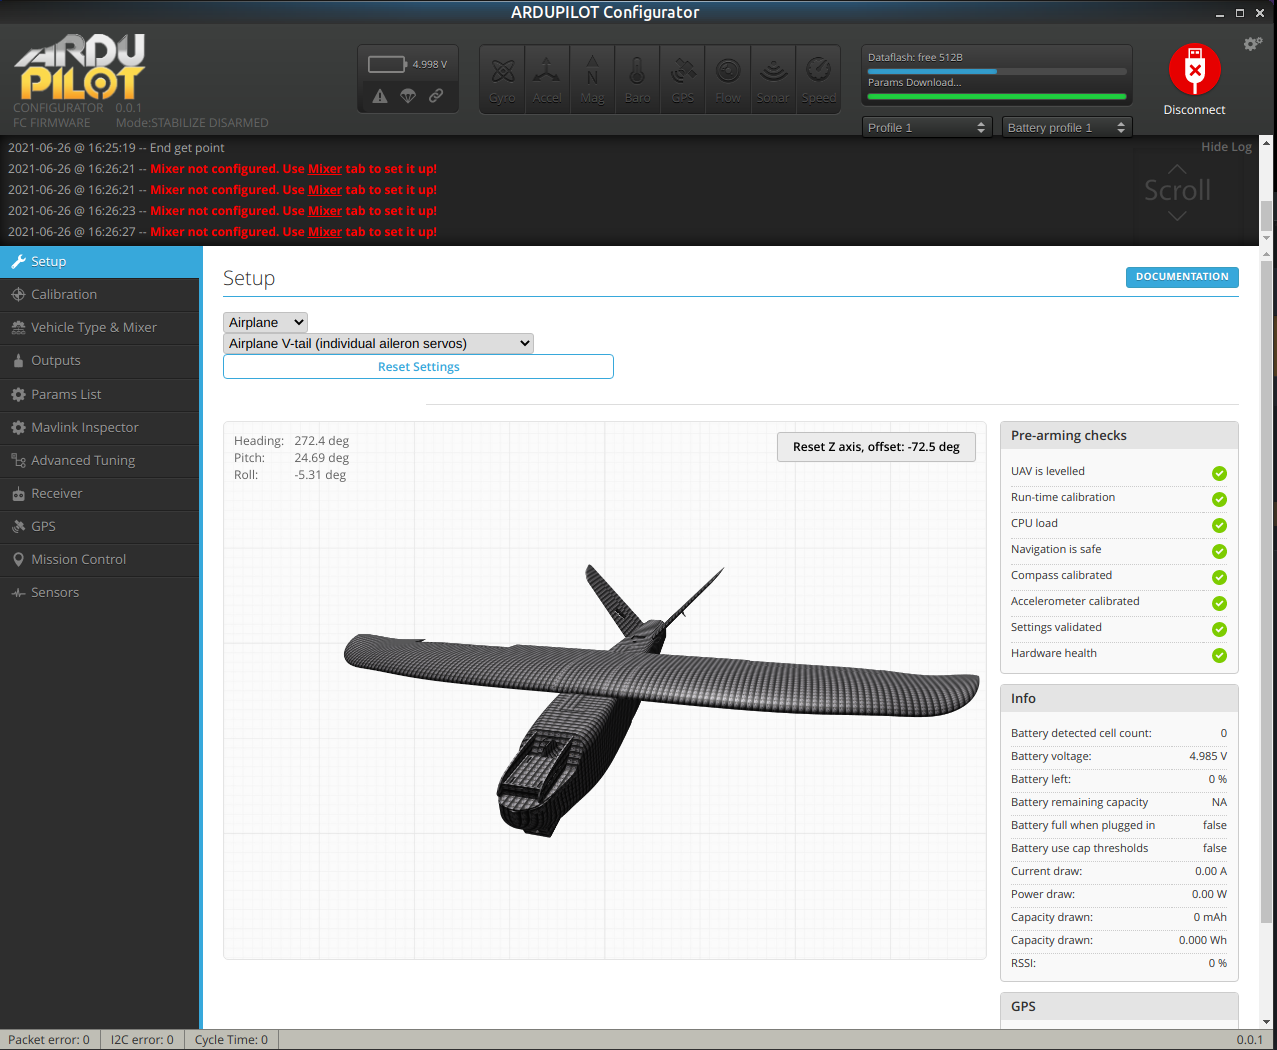 ARDUPILOT Configurator
ARDU
PILOT
CONFIGURATOR 0.0.1
FC FIRMWARE Mode:STABILIZE DISARMED
4.998 V
Gyro Accel Mag Baro GPS Flow Sonar Speed
N
Dataflash: free 512B
Params Download...
Profile 1 Battery profile 1
Disconnect
2021-06-26 @ 16:25:19 -- End get point
2021-06-26 @ 16:26:21 -- Mixer not configured. Use Mixer tab to set it up!
2021-06-26 @ 16:26:21 -- Mixer not configured. Use Mixer tab to set it up!
2021-06-26 @ 16:26:23 -- Mixer not configured. Use Mixer tab to set it up!
2021-06-26 @ 16:26:27 -- Mixer not configured. Use Mixer tab to set it up!
Hide Log
Scroll
Setup
Calibration
Vehicle Type & Mixer
Outputs
Params List
Mavlink Inspector
Advanced Tuning
Receiver
GPS
Mission Control
Sensors
Setup
DOCUMENTATION
Airplane
Airplane V-tail (individual aileron servos)
Reset Settings
Heading: 272.4 deg
Pitch: 24.69 deg
Roll: -5.31 deg
Reset Z axis, offset: -72.5 deg
Pre-arming checks
UAV is levelled
Run-time calibration
CPU load
Navigation is safe
Compass calibrated
Accelerometer calibrated
Settings validated
Hardware health
Info
Battery detected cell count: 0
Battery voltage: 4.985 V
Battery left: 0 %
Battery remaining capacity NA
Battery full when plugged in false
Battery use cap thresholds false
Current draw: 0.00 A
Power draw: 0.00 W
Capacity drawn: 0 mAh
Capacity drawn: 0.000 Wh
RSSI: 0 %
GPS
Packet error: 0 I2C error: 0 Cycle Time: 0 0.0.1